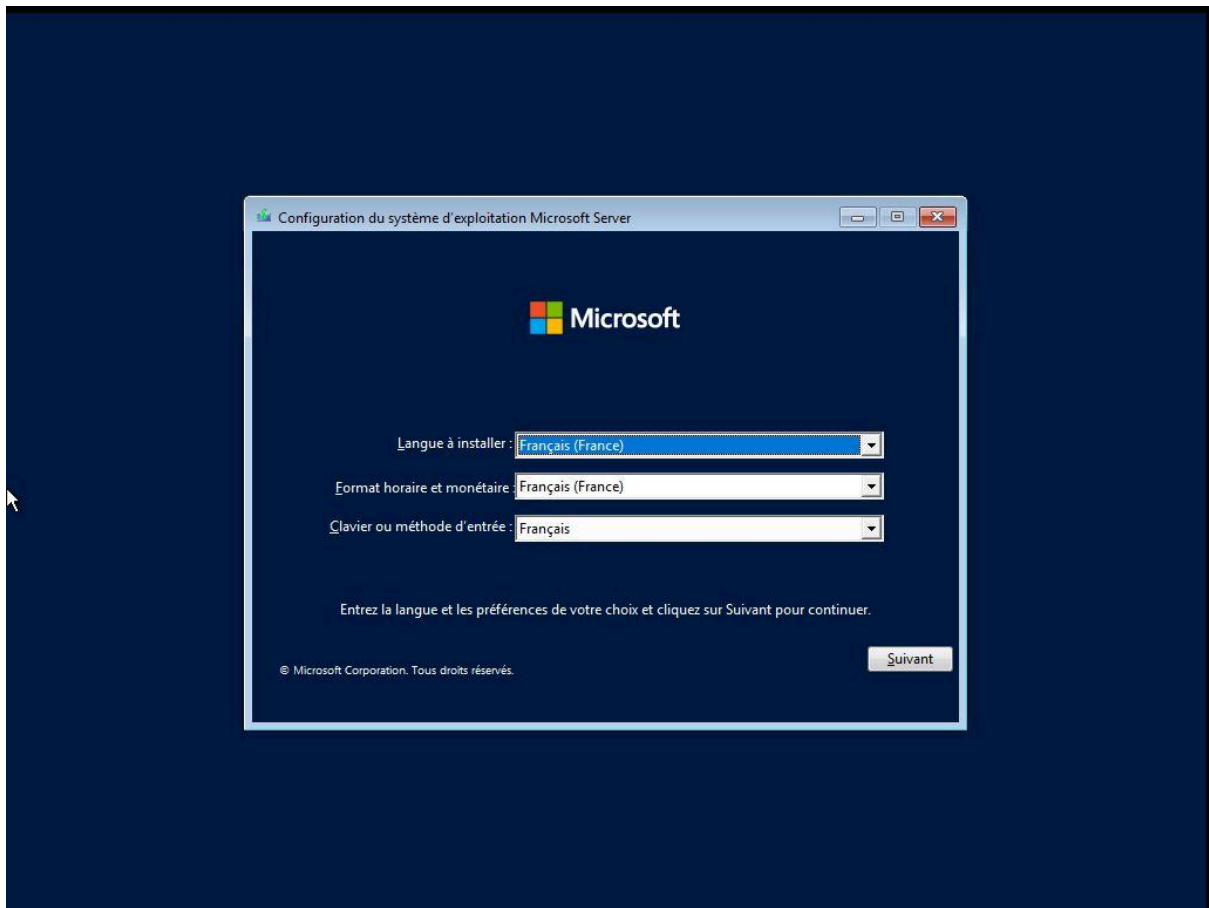 Configuration du système d'exploitation Microsoft Server
Microsoft
Langue à installer : Français (France)
Format horaire et monétaire : Français (France)
Clavier ou méthode d'entrée : Français
Entrez la langue et les préférences de votre choix et cliquez sur Suivant pour continuer.
Suivant
© Microsoft Corporation. Tous droits réservés.